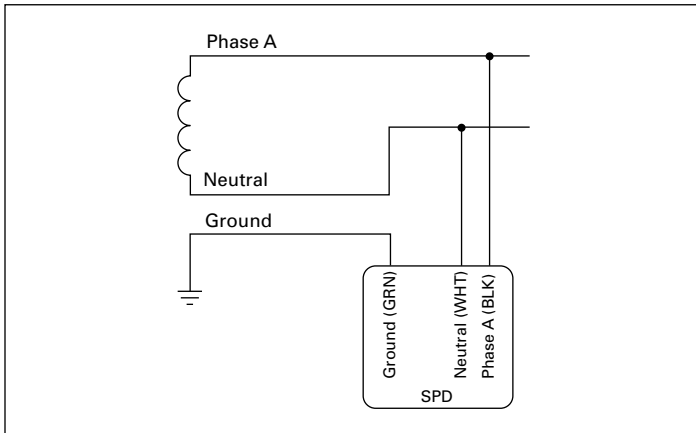 Phase A
Neutral
Ground
Ground (GRN)
Neutral (WHT)
Phase A (BLK)
SPD